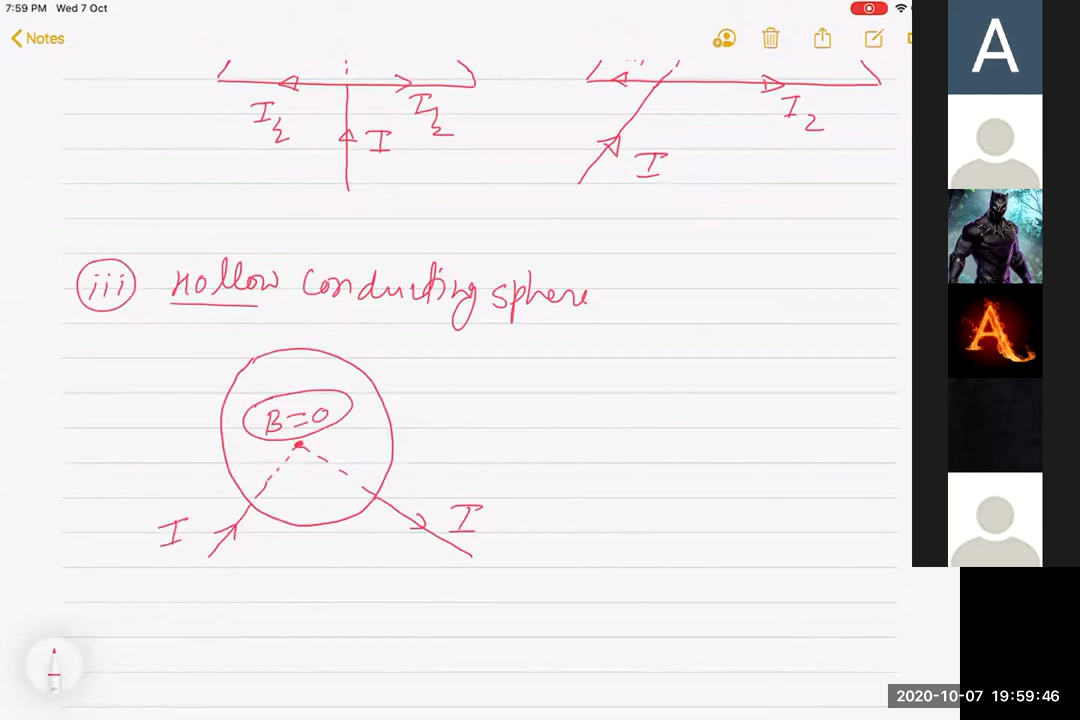 7:59 PM Wed 7 Oct
Notes
I/2 I I/2
I2
I
iii Hollow conducting sphere
B=0
I I
A
A
2020-10-07 19:59:46